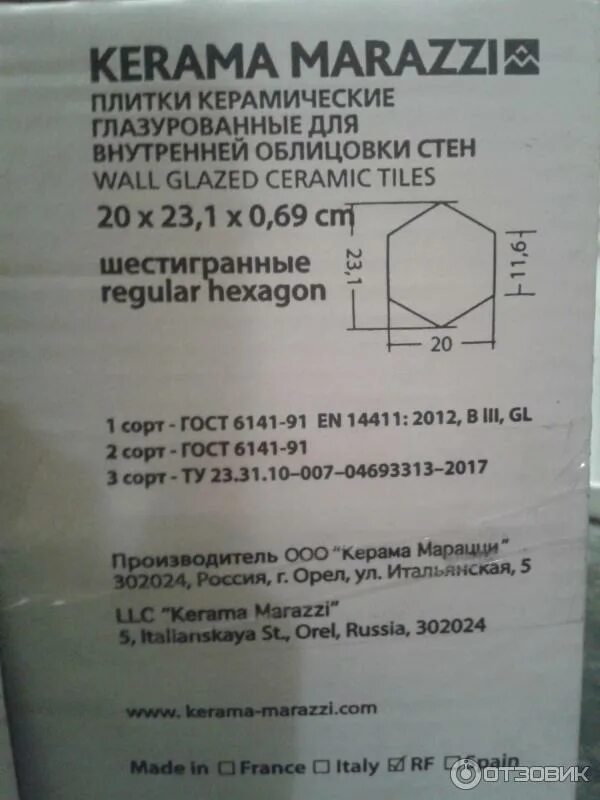 KERAMA MARAZZI
ПЛИТКИ КЕРАМИЧЕСКИЕ
ГЛАЗУРОВАННЫЕ ДЛЯ
ВНУТРЕННЕЙ ОБЛИЦОВКИ СТЕН
WALL GLAZED CERAMIC TILES
20 x 23,1 x 0,69 cm
шестигранные
regular hexagon
23,1
11,6
20
1 сорт - ГОСТ 6141-91 EN 14411: 2012, B III, GL
2 сорт - ГОСТ 6141-91
3 сорт - ТУ 23.31.10-007-04693313-2017
Производитель ООО "Керама Марацци"
302024, Россия, г. Орел, ул. Итальянская, 5
LLC "Kerama Marazzi"
5, Italianskaya St., Orel, Russia, 302024
www. kerama-marazzi.com
Made in ☐ France ☐ Italy ☑ RF ☐ Spain
ОТЗОВИК